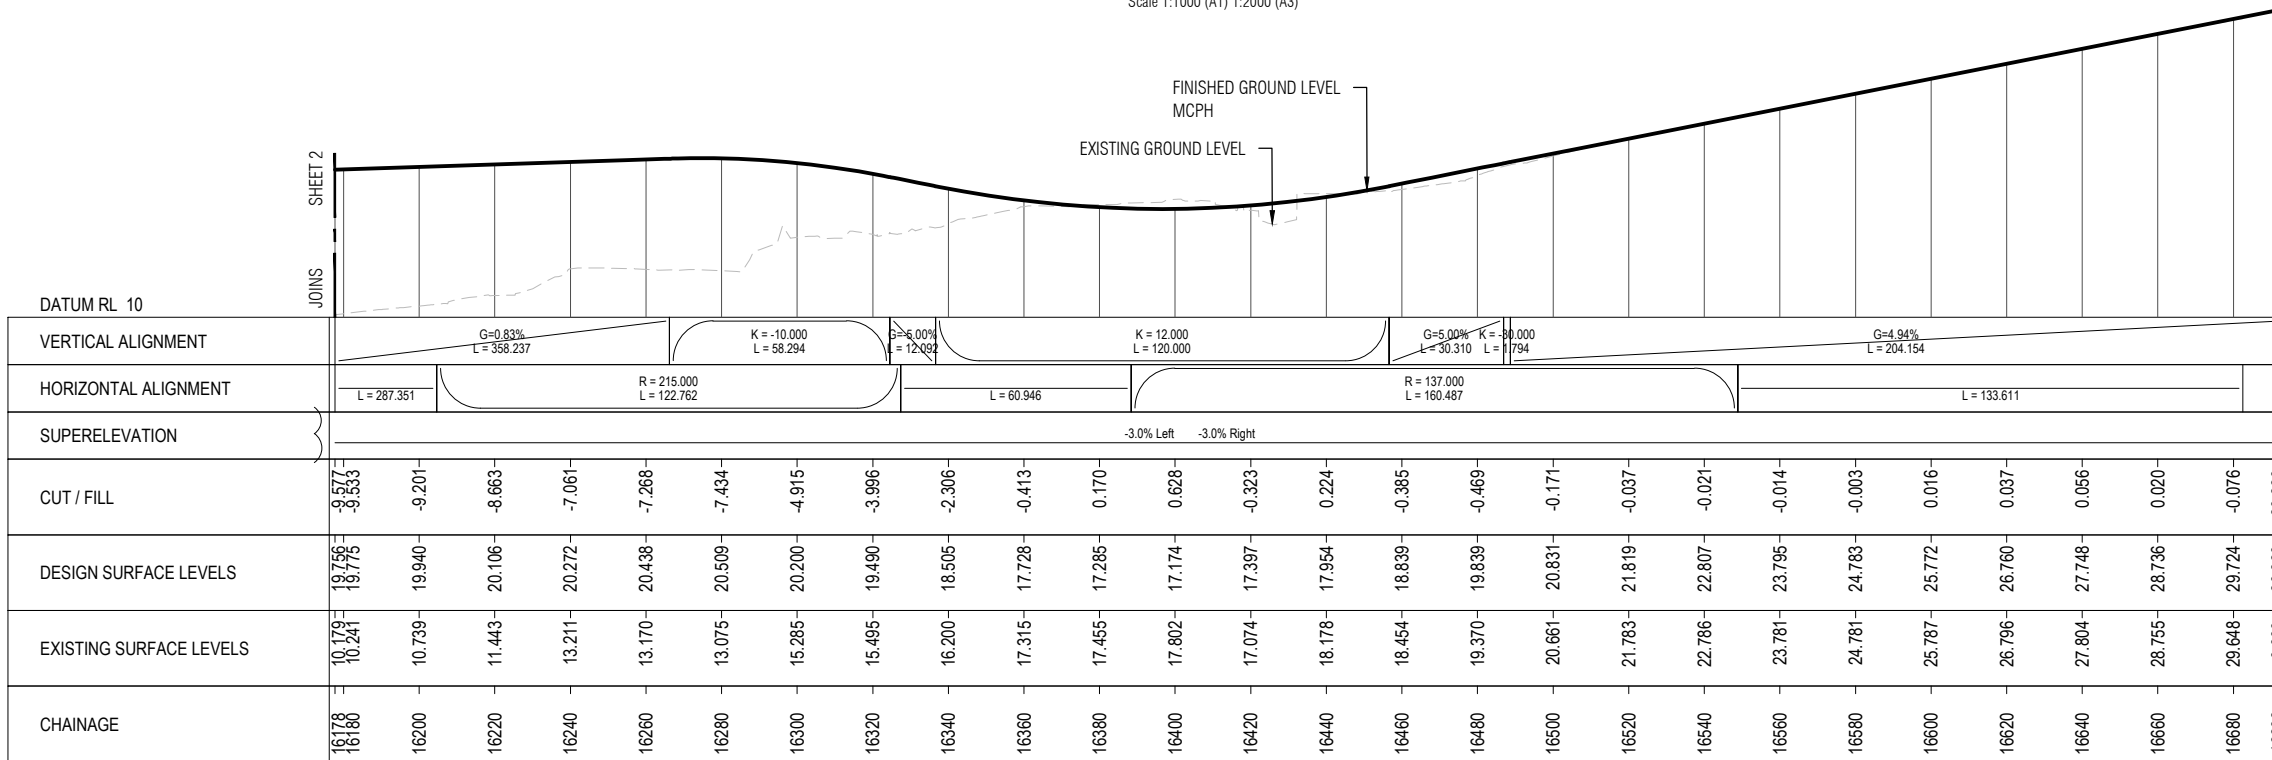 Scale 1:1000 (A1) 1:2000 (A3)
FINISHED GROUND LEVEL
MCPH
EXISTING GROUND LEVEL
JOINS SHEET 2
DATUM RL 10
VERTICAL ALIGNMENT
G=0.83%
L = 358.237
K = -10.000
L = 58.294
G=-5.00%
L = 12.092
K = 12.000
L = 120.000
G=5.00%
L = 30.310
K = -30.000
L = 1.794
G=4.94%
L = 204.154
HORIZONTAL ALIGNMENT
L = 287.351
R = 215.000
L = 122.762
L = 60.946
R = 137.000
L = 160.487
L = 133.611
SUPERELEVATION
-3.0% Left -3.0% Right
CUT / FILL
-9.577 -9.533 -9.201 -8.663 -7.061 -7.268 -7.434 -4.915 -3.996 -2.306 -0.413 0.170 0.628 -0.323 0.224 -0.385 -0.469 -0.171 -0.037 -0.021 -0.014 -0.003 0.016 0.037 0.056 0.020 -0.076
DESIGN SURFACE LEVELS
19.756 19.775 19.940 20.106 20.272 20.438 20.509 20.200 19.490 18.505 17.728 17.285 17.174 17.397 17.954 18.839 19.839 20.831 21.819 22.807 23.795 24.783 25.772 26.760 27.748 28.736 29.724
EXISTING SURFACE LEVELS
10.179 10.241 10.739 11.443 13.211 13.170 13.075 15.285 15.495 16.200 17.315 17.455 17.802 17.074 18.178 18.454 19.370 20.661 21.783 22.786 23.781 24.781 25.787 26.796 27.804 28.755 29.648
CHAINAGE
16178 16180 16200 16220 16240 16260 16280 16300 16320 16340 16360 16380 16400 16420 16440 16460 16480 16500 16520 16540 16560 16580 16600 16620 16640 16660 16680